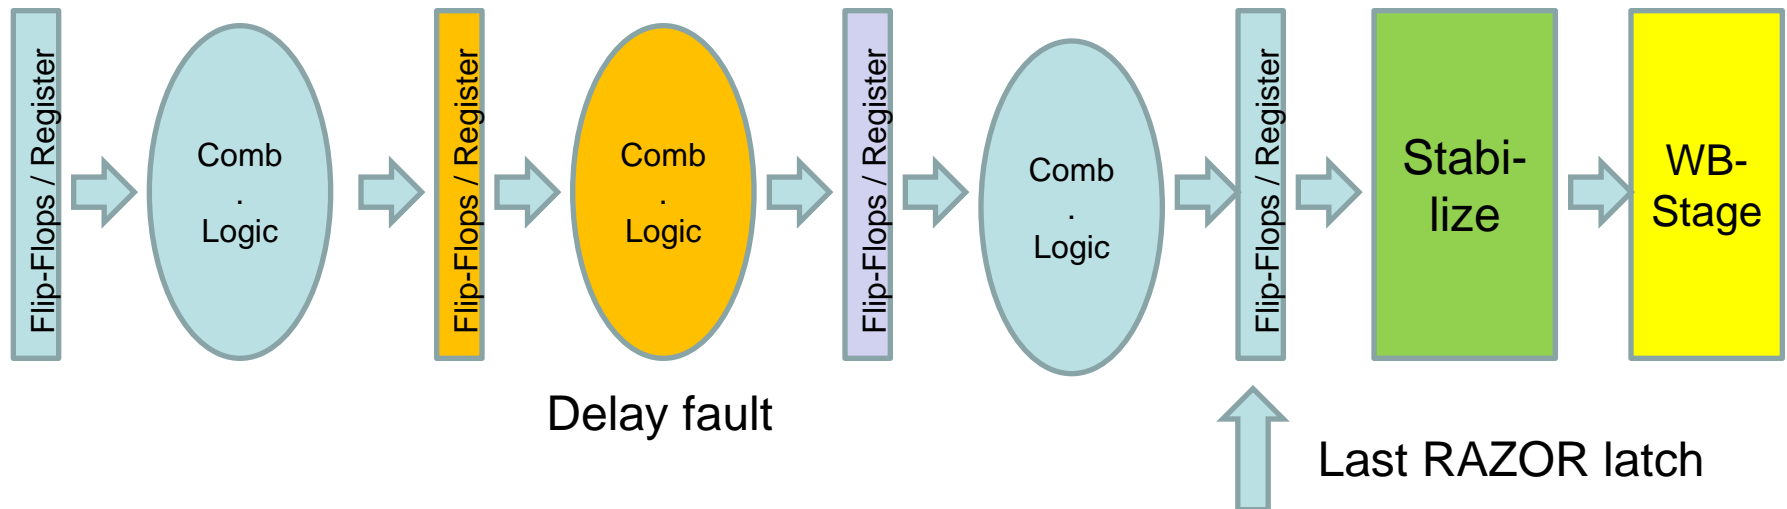 Flip-Flops / Register
Comb
.
Logic
Flip-Flops / Register
Comb
.
Logic
Flip-Flops / Register
Comb
.
Logic
Flip-Flops / Register
Stabi-
lize
WB-
Stage
Delay fault
Last RAZOR latch